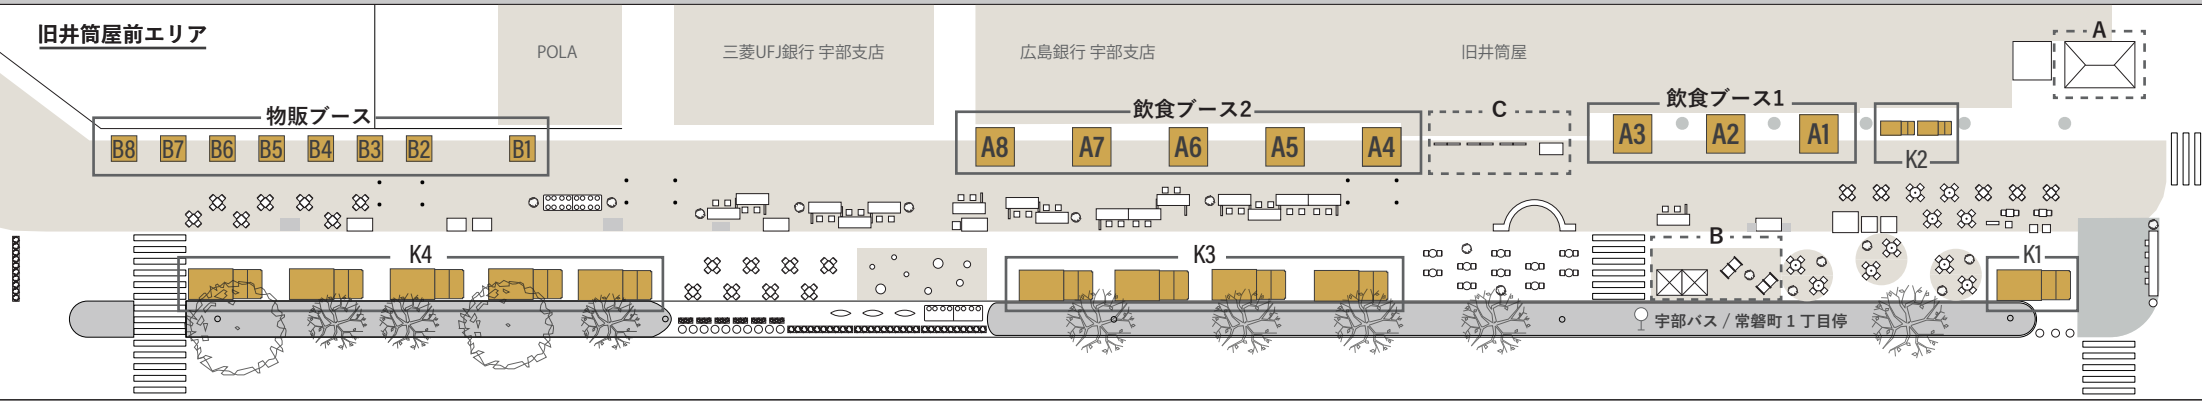 旧井筒屋前エリア
POLA
三菱UFJ銀行 宇部支店
広島銀行 宇部支店
旧井筒屋
A
物販ブース
飲食ブース2
C
飲食ブース1
B8
B7
B6
B5
B4
B3
B2
B1
A8
A7
A6
A5
A4
A3
A2
A1
K2
K4
K3
B
K1
宇部バス / 常磐町 1 丁目停